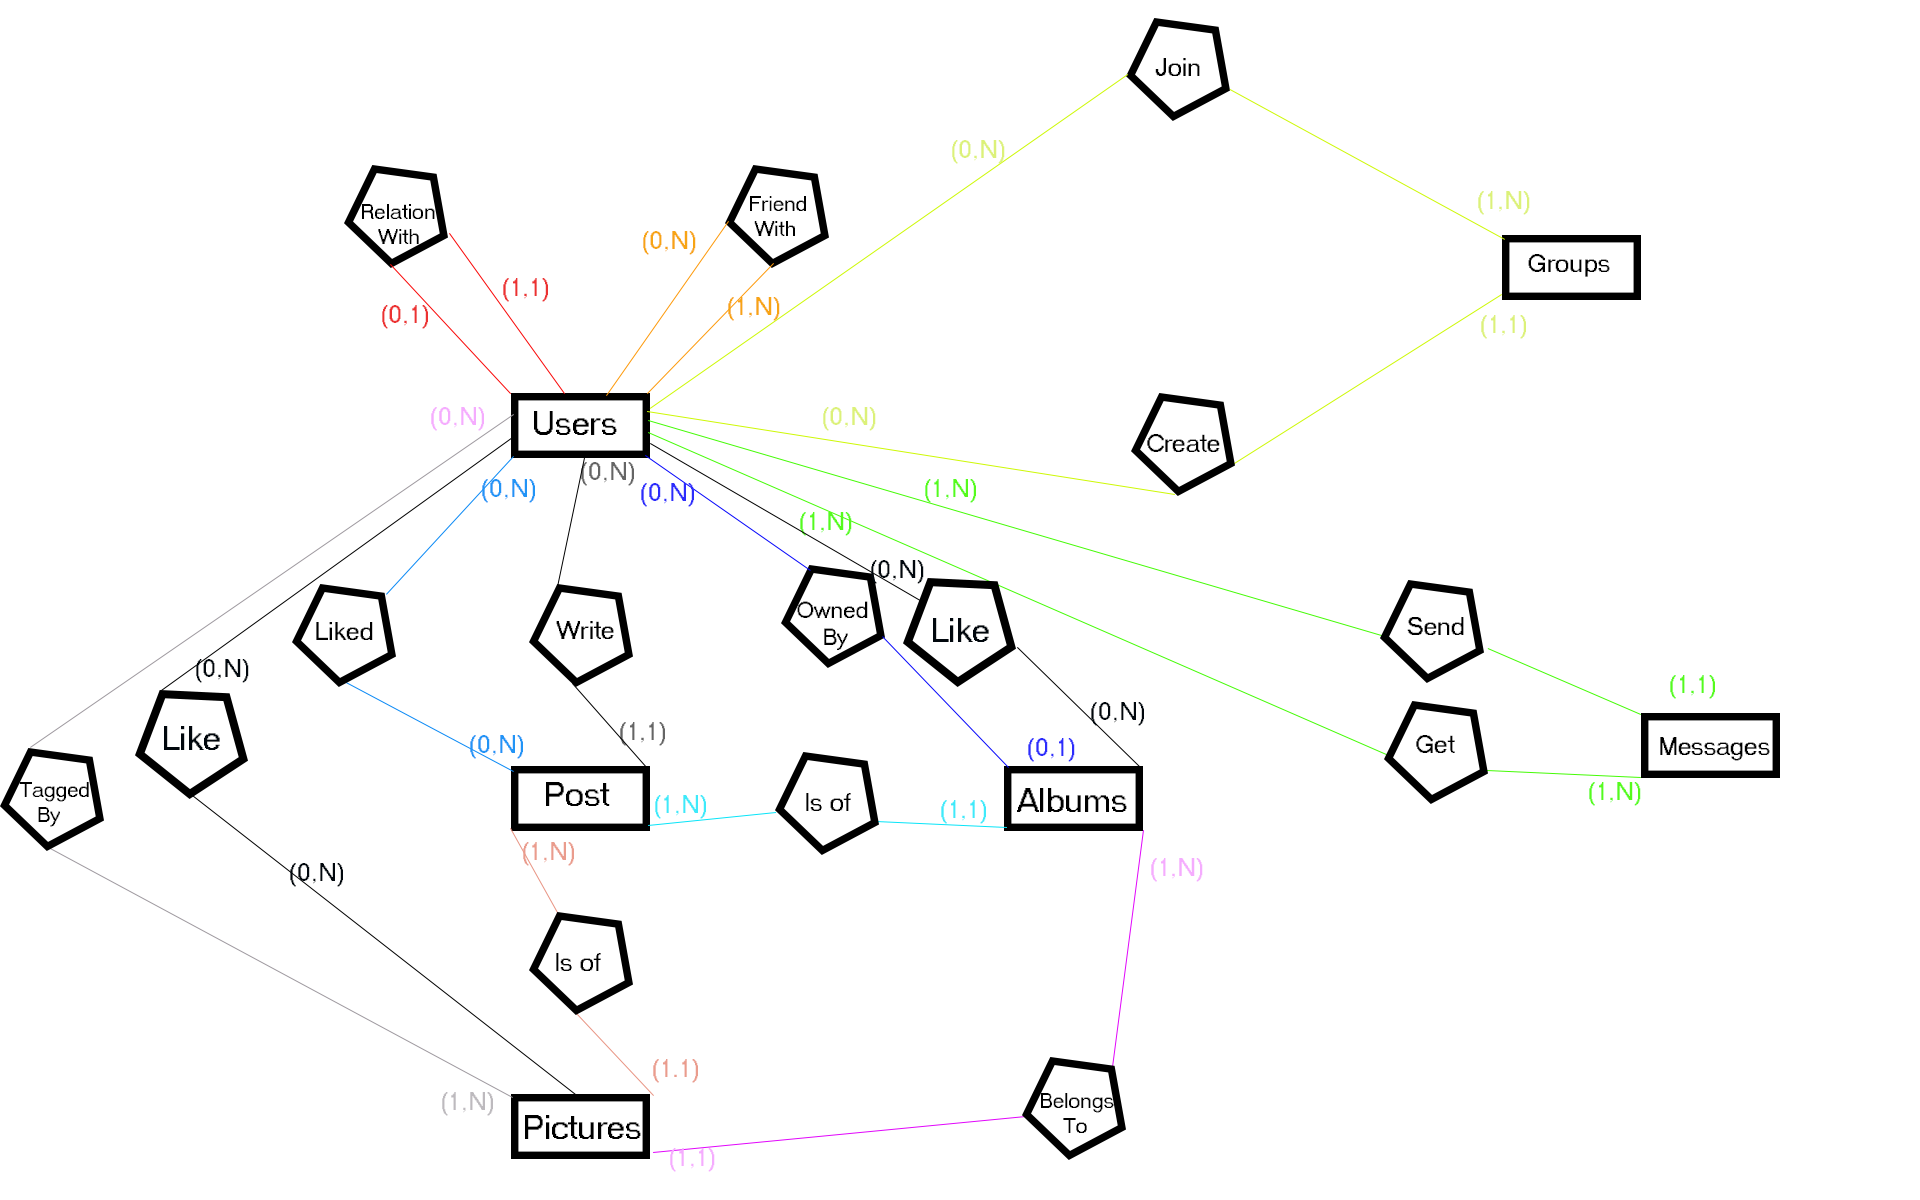 Join
(0,N)
(1,N)
Relation
With
Friend
With
(0,N)
(1,1)
(0,1)
(1,N)
Groups
(1,1)
Users
(0,N)
(0,N)
Create
(0,N)
(0,N)
(0,N)
(1,N)
(1,N)
(0,N)
Liked
Write
Owned
By
Like
Send
(0,N)
Like
(0,N)
(1,1)
(0,N)
(0,1)
(1,1)
Get
Messages
(1,N)
Tagged
By
Post
(1,N)
Is of
(1,1)
Albums
(0,N)
(1,N)
(1,N)
Is of
(1,1)
(1,N)
Pictures
(1,1)
Belongs
To